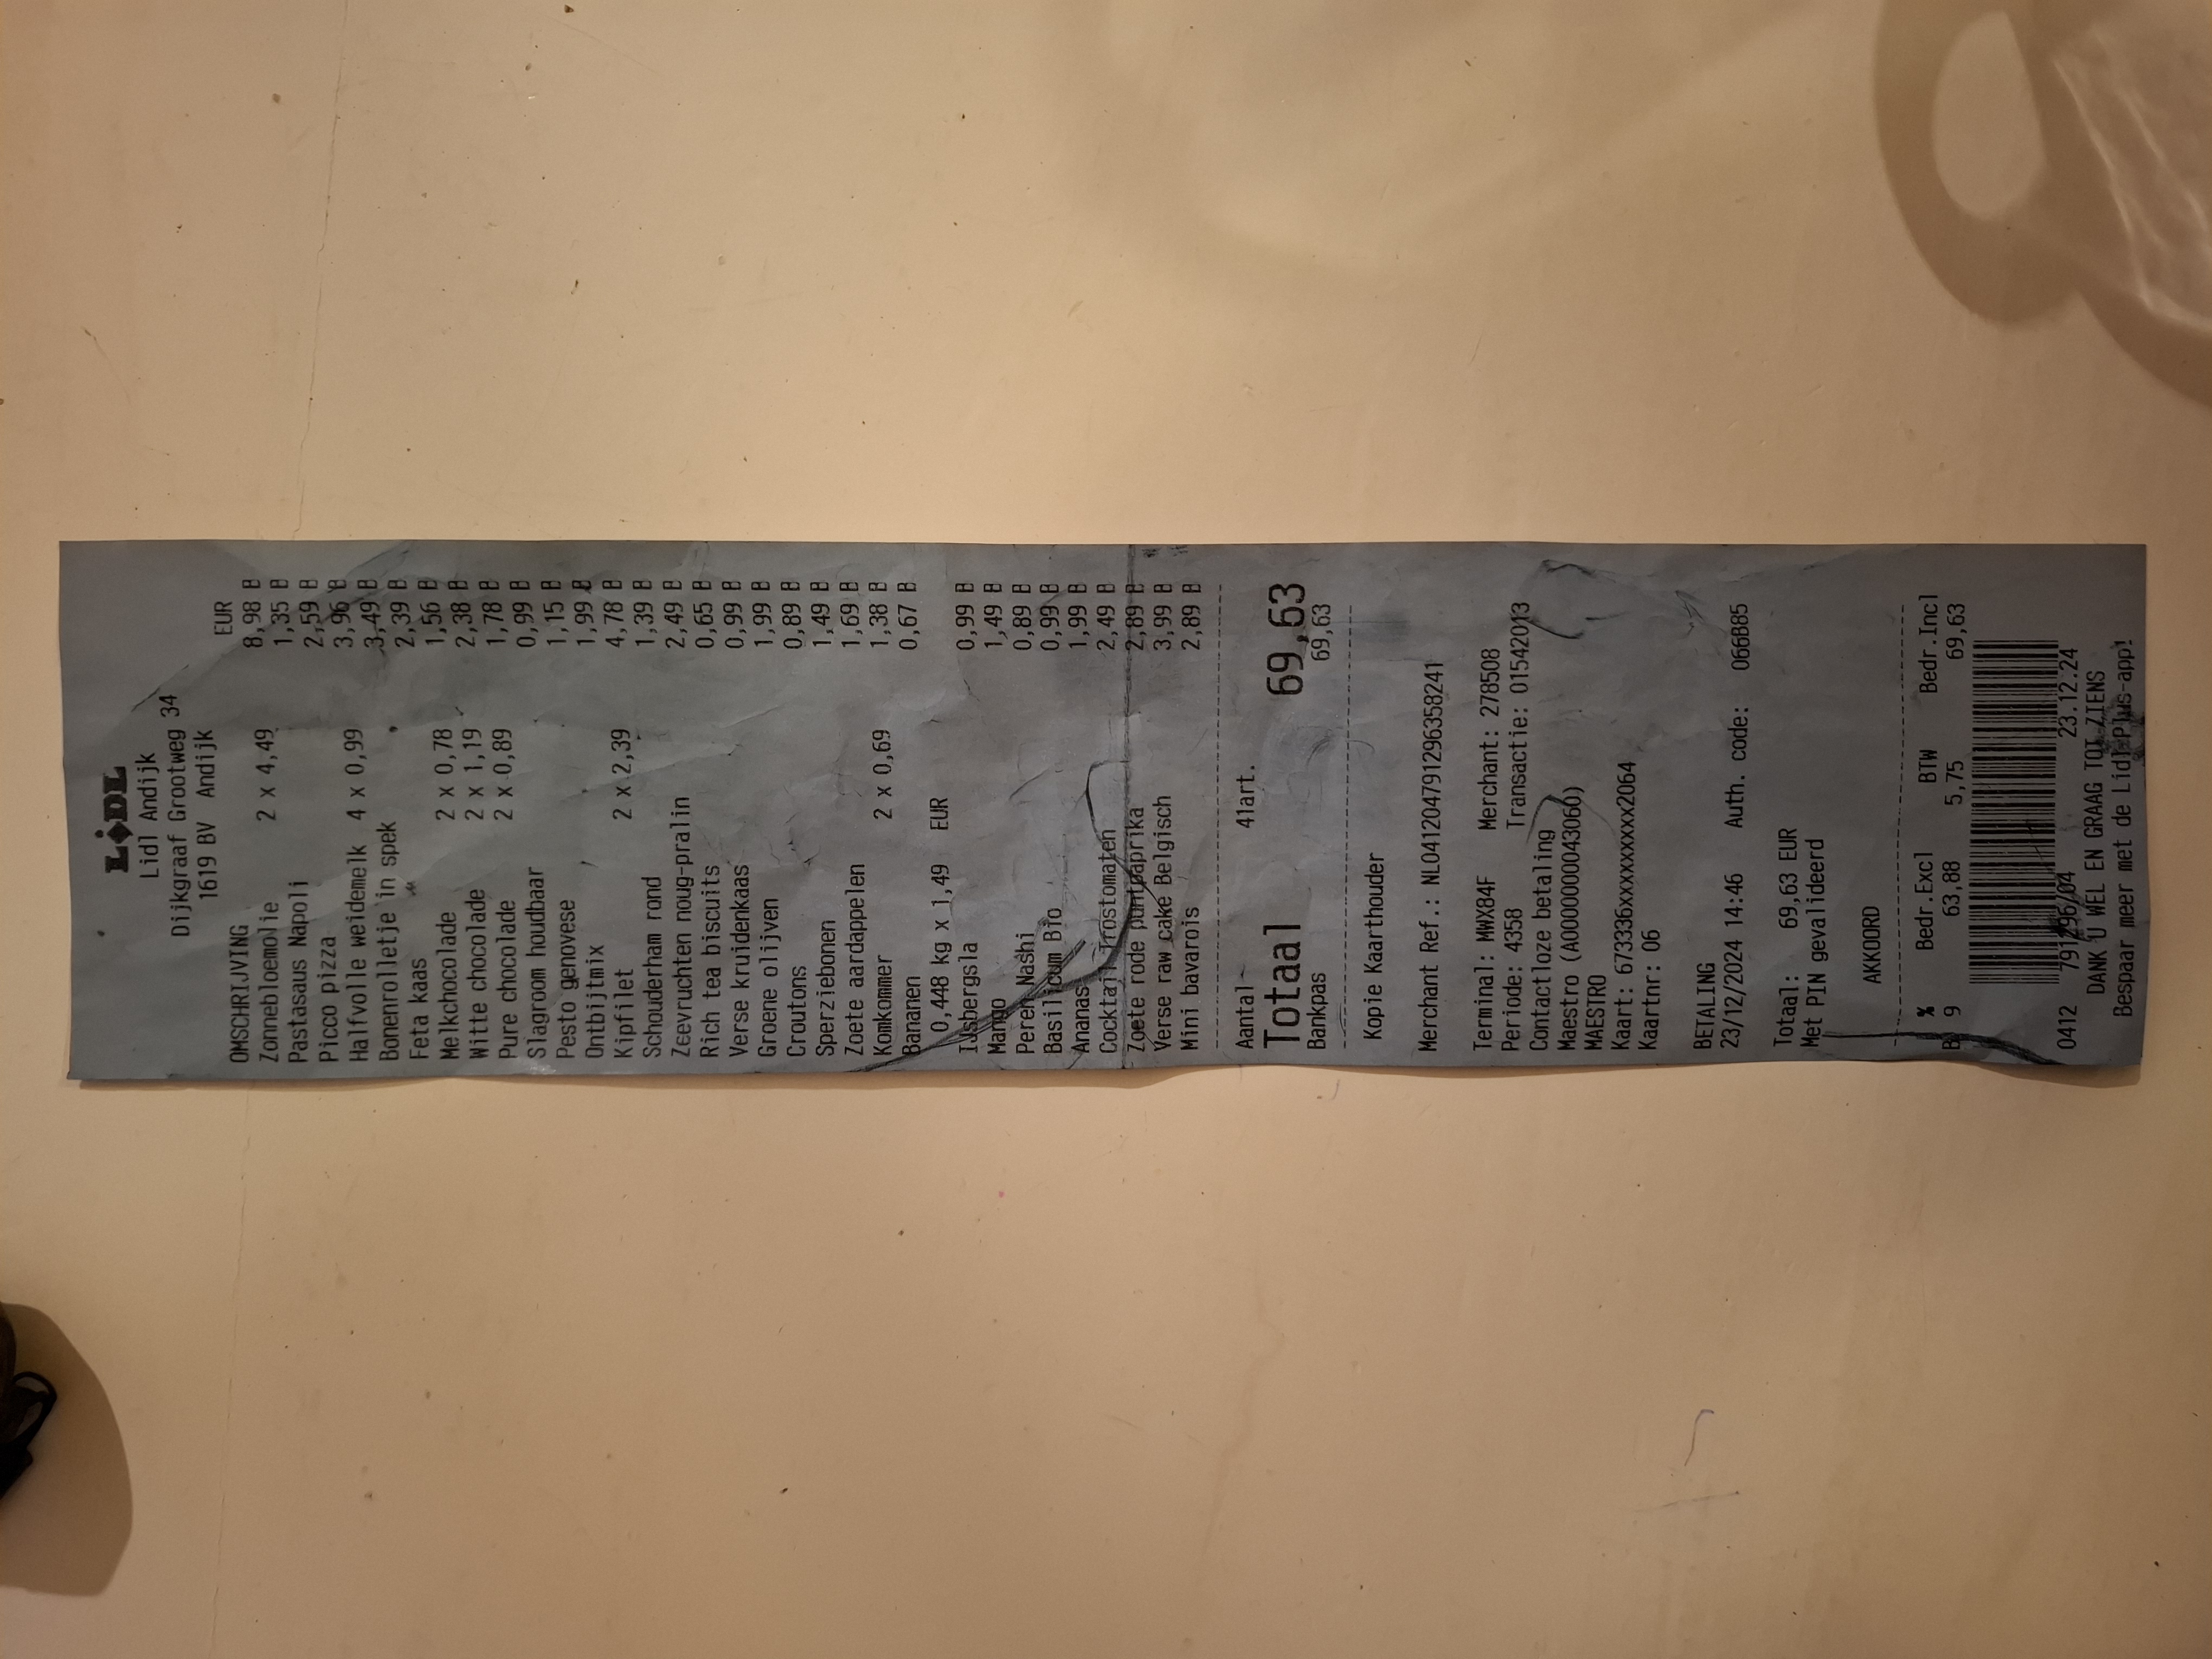 LiDL
Lidl Andijk
Dijkgraaf Grootweg 34
1619 BV Andijk
OMSCHRIJVING EUR
Zonnebloemolie 2 x 4,49 8,98 B
Pastasaus Napoli 1,35 B
Picco pizza 2,59 B
Halfvolle weidemelk 4 x 0,99 3,96 B
Bonenrolletje in spek 3,49 B
Feta kaas 2,39 B
Melkchocolade 2 x 0,78 1,56 B
Witte chocolade 2 x 1,19 2,38 B
Pure chocolade 2 x 0,89 1,78 B
Slagroom houdbaar 0,99 B
Pesto genovese 1,15 B
Ontbijtmix 1,99 B
Kipfilet 2 x 2,39 4,78 B
Schouderham rond 1,39 B
Zeevruchten noug-pralin 2,49 B
Rich tea biscuits 0,65 B
Verse kruidenkaas 0,99 B
Groene olijven 1,99 B
Croutons 0,89 B
Sperziebonen 1,49 B
Zoete aardappelen 1,69 B
Komkommer 2 x 0,69 1,38 B
Bananen 0,67 B
0,448 kg x 1,49 EUR
IJsbergsla 0,99 B
Mango 1,49 B
Peren Nashi 0,89 B
Basilicum Bio 0,99 B
Ananas 1,99 B
Cocktail Trostomaten 2,49 B
Zoete rode puntpaprika 2,89 B
Verse raw cake Belgisch 3,99 B
Mini bavarois 2,89 B
Aantal 41art.
Totaal 69,63
Bankpas 69,63
Kopie Kaarthouder
Merchant Ref.: NL041204791296358241
Terminal: MWX84F Merchant: 278508
Periode: 4358 Transactie: 01542013
Contactloze betaling
Maestro (A0000000043060)
MAESTRO
Kaart: 673336xxxxxxxxx2064
Kaartnr: 06
BETALING
23/12/2024 14:46 Auth. code: 066B85
Totaal: 69,63 EUR
Met PIN gevalideerd
AKKOORD
% Bedr.Excl BTW Bedr.Incl
B 9 63,88 5,75 69,63
0412 791296/04 23.12.24
DANK U WEL EN GRAAG TOT ZIENS
Bespaar meer met de Lidl-Plus-app!